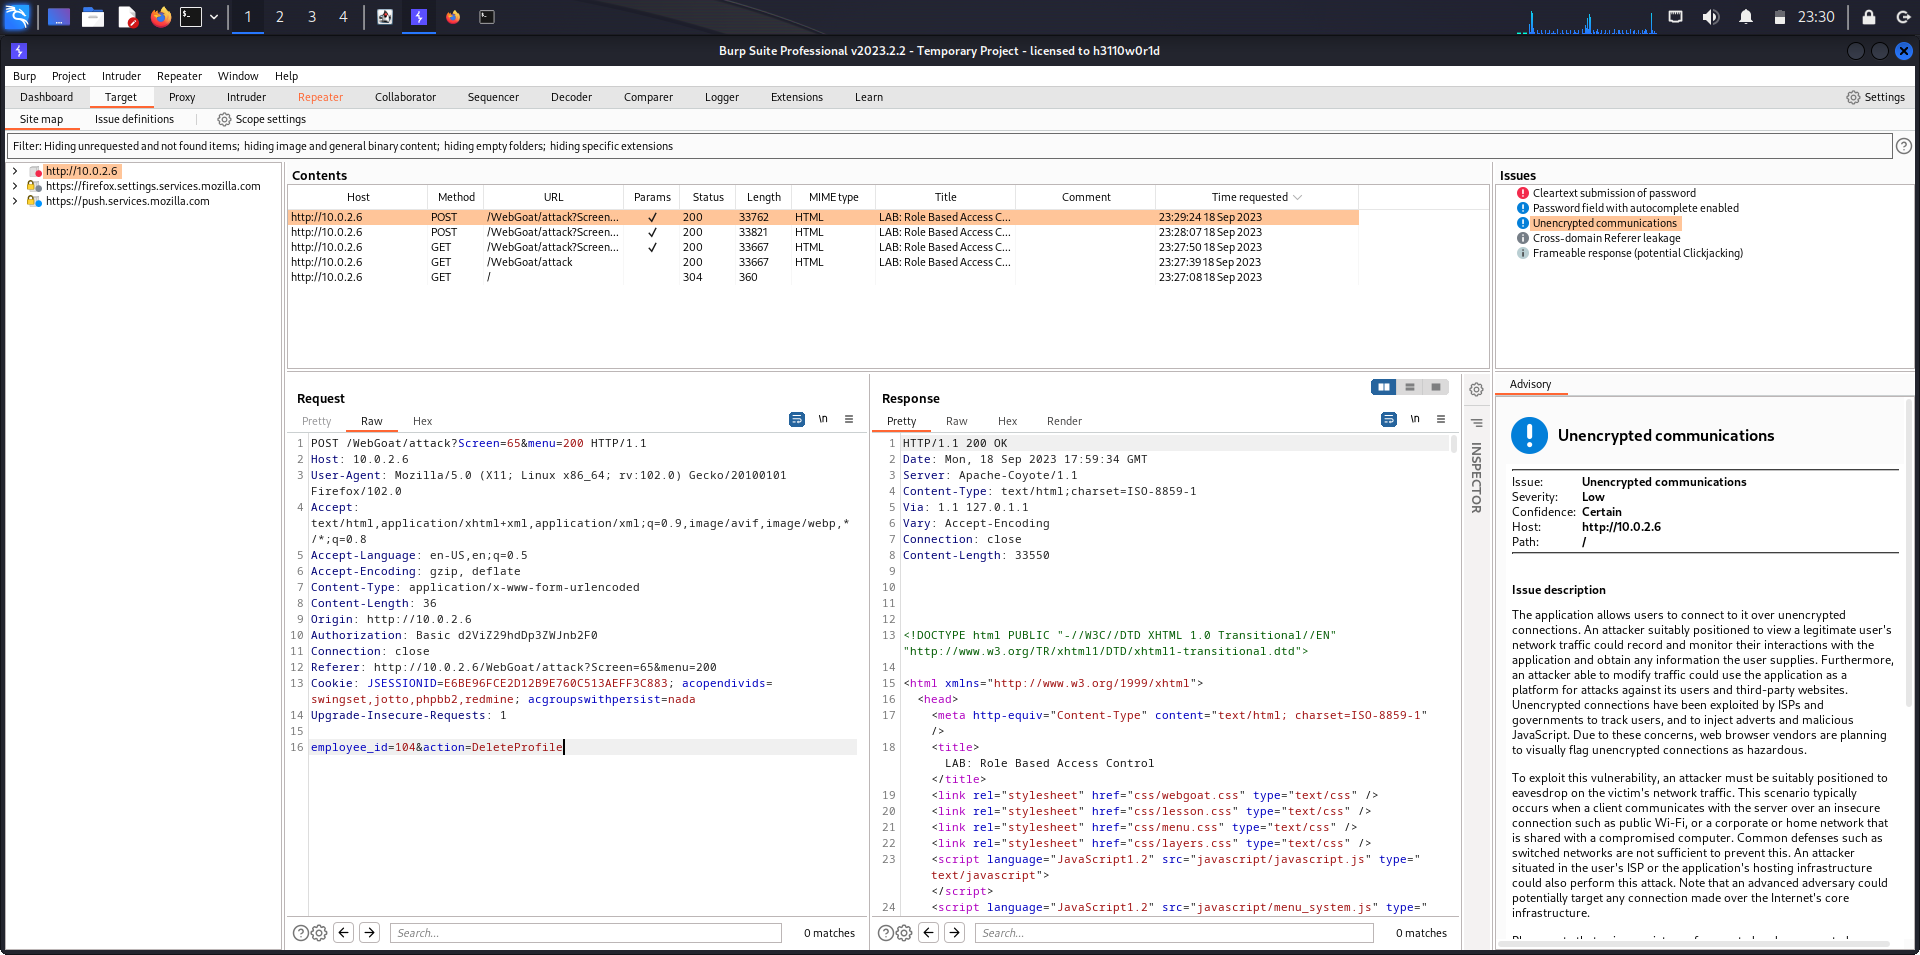 1 2 3 4 23:30
Burp Suite Professional v2023.2.2 - Temporary Project - licensed to h3110w0r1d
Burp Project Intruder Repeater Window Help
Dashboard Target Proxy Intruder Repeater Collaborator Sequencer Decoder Comparer Logger Extensions Learn Settings
Site map Issue definitions Scope settings
Filter: Hiding unrequested and not found items; hiding image and general binary content; hiding empty folders; hiding specific extensions
http://10.0.2.6
https://firefox.settings.services.mozilla.com
https://push.services.mozilla.com
Contents
Host Method URL Params Status Length MIME type Title Comment Time requested
http://10.0.2.6 POST /WebGoat/attack?Screen... ✓ 200 33762 HTML LAB: Role Based Access C... 23:29:24 18 Sep 2023
http://10.0.2.6 POST /WebGoat/attack?Screen... ✓ 200 33821 HTML LAB: Role Based Access C... 23:28:07 18 Sep 2023
http://10.0.2.6 GET /WebGoat/attack?Screen... ✓ 200 33667 HTML LAB: Role Based Access C... 23:27:50 18 Sep 2023
http://10.0.2.6 GET /WebGoat/attack 200 33667 HTML LAB: Role Based Access C... 23:27:39 18 Sep 2023
http://10.0.2.6 GET / 304 360 23:27:08 18 Sep 2023
Issues
Cleartext submission of password
Password field with autocomplete enabled
Unencrypted communications
Cross-domain Referer leakage
Frameable response (potential Clickjacking)
Request
Pretty Raw Hex \n
1 POST /WebGoat/attack?Screen=65&menu=200 HTTP/1.1
2 Host: 10.0.2.6
3 User-Agent: Mozilla/5.0 (X11; Linux x86_64; rv:102.0) Gecko/20100101
Firefox/102.0
4 Accept:
text/html,application/xhtml+xml,application/xml;q=0.9,image/avif,image/webp,*
/*;q=0.8
5 Accept-Language: en-US,en;q=0.5
6 Accept-Encoding: gzip, deflate
7 Content-Type: application/x-www-form-urlencoded
8 Content-Length: 36
9 Origin: http://10.0.2.6
10 Authorization: Basic d2ViZ29hdDp3ZWJnb2F0
11 Connection: close
12 Referer: http://10.0.2.6/WebGoat/attack?Screen=65&menu=200
13 Cookie: JSESSIONID=E6BE96FCE2D12B9E760C513AEFF3C883; acopendivids=
swingset,jotto,phpbb2,redmine; acgroupswithpersist=nada
14 Upgrade-Insecure-Requests: 1
15
16 employee_id=104&action=DeleteProfile
Search... 0 matches
Response
Pretty Raw Hex Render \n
1 HTTP/1.1 200 OK
2 Date: Mon, 18 Sep 2023 17:59:34 GMT
3 Server: Apache-Coyote/1.1
4 Content-Type: text/html;charset=ISO-8859-1
5 Via: 1.1 127.0.1.1
6 Vary: Accept-Encoding
7 Connection: close
8 Content-Length: 33550
9
10
11
12
13 <!DOCTYPE html PUBLIC "-//W3C//DTD XHTML 1.0 Transitional//EN"
"http://www.w3.org/TR/xhtml1/DTD/xhtml1-transitional.dtd">
14
15 <html xmlns="http://www.w3.org/1999/xhtml">
16 <head>
17 <meta http-equiv="Content-Type" content="text/html; charset=ISO-8859-1"
/>
18 <title>
LAB: Role Based Access Control
</title>
19 <link rel="stylesheet" href="css/webgoat.css" type="text/css" />
20 <link rel="stylesheet" href="css/lesson.css" type="text/css" />
21 <link rel="stylesheet" href="css/menu.css" type="text/css" />
22 <link rel="stylesheet" href="css/layers.css" type="text/css" />
23 <script language="JavaScript1.2" src="javascript/javascript.js" type="
text/javascript">
</script>
24 <script language="JavaScript1.2" src="javascript/menu_system.js" type="
Search... 0 matches
INSPECTOR
Advisory
Unencrypted communications
Issue: Unencrypted communications
Severity: Low
Confidence: Certain
Host: http://10.0.2.6
Path: /
Issue description
The application allows users to connect to it over unencrypted
connections. An attacker suitably positioned to view a legitimate user's
network traffic could record and monitor their interactions with the
application and obtain any information the user supplies. Furthermore,
an attacker able to modify traffic could use the application as a
platform for attacks against its users and third-party websites.
Unencrypted connections have been exploited by ISPs and
governments to track users, and to inject adverts and malicious
JavaScript. Due to these concerns, web browser vendors are planning
to visually flag unencrypted connections as hazardous.
To exploit this vulnerability, an attacker must be suitably positioned to
eavesdrop on the victim's network traffic. This scenario typically
occurs when a client communicates with the server over an insecure
connection such as public Wi-Fi, or a corporate or home network that
is shared with a compromised computer. Common defenses such as
switched networks are not sufficient to prevent this. An attacker
situated in the user's ISP or the application's hosting infrastructure
could also perform this attack. Note that an advanced adversary could
potentially target any connection made over the Internet's core
infrastructure.